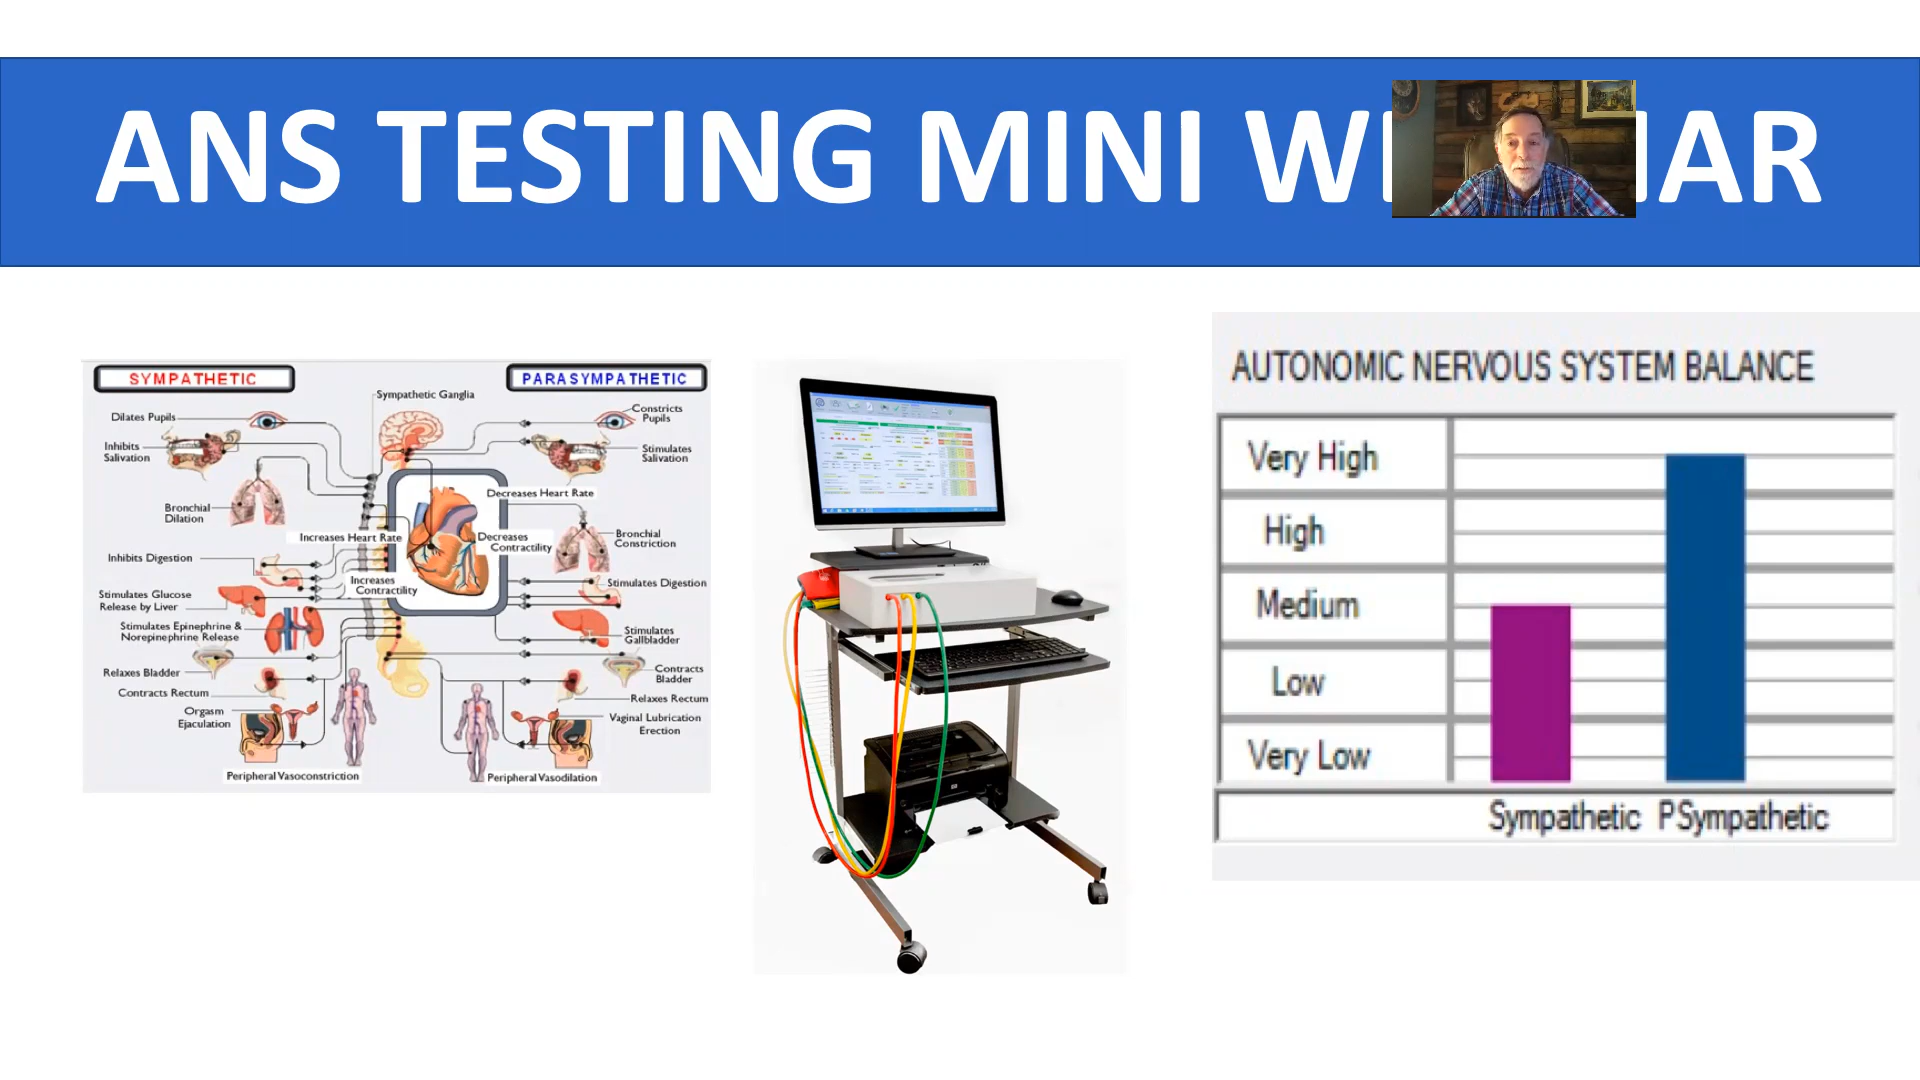 ANS TESTING MINI W AR
SYMPATHETIC
PARASYMPATHETIC
Sympathetic Ganglia
Dilates Pupils
Constricts
Pupils
Inhibits
Salivation
Stimulates
Salivation
Decreases Heart Rate
Bronchial
Dilation
Increases Heart Rate
Decreases
Contractility
Bronchial
Constriction
Inhibits Digestion
Increases
Contractility
Stimulates Digestion
Stimulates Glucose
Release by Liver
Stimulates Epinephrine &
Norepinephrine Release
Stimulates
Gallbladder
Relaxes Bladder
Contracts
Bladder
Contracts Rectum
Relaxes Rectum
Orgasm
Ejaculation
Vaginal Lubrication
Erection
Peripheral Vasoconstriction
Peripheral Vasodilation
AUTONOMIC NERVOUS SYSTEM BALANCE
Very High
High
Medium
Low
Very Low
Sympathetic PSympathetic